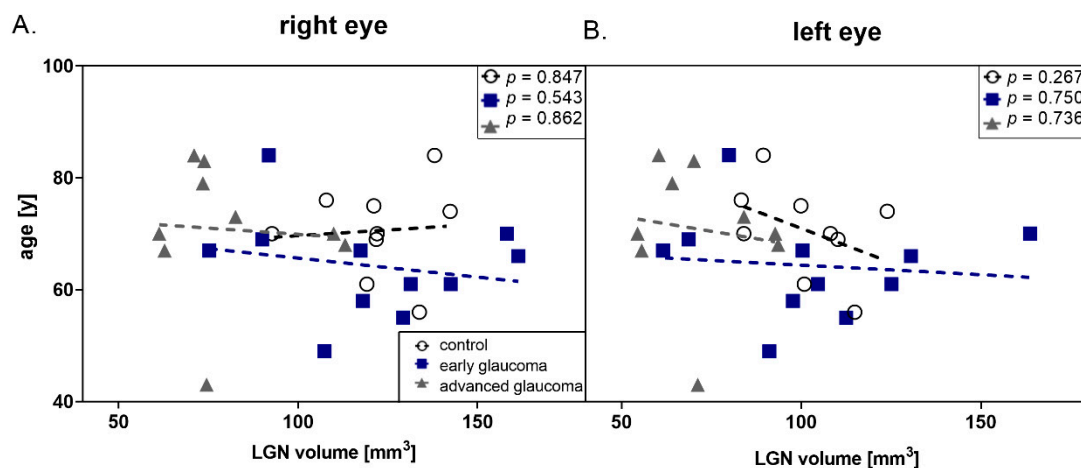 A.
right eye
B.
left eye
100
80
60
40
age [y]
p = 0.847
p = 0.543
p = 0.862
control
early glaucoma
advanced glaucoma
50 100 150
LGN volume [mm³]
p = 0.267
p = 0.750
p = 0.736
50 100 150
LGN volume [mm³]